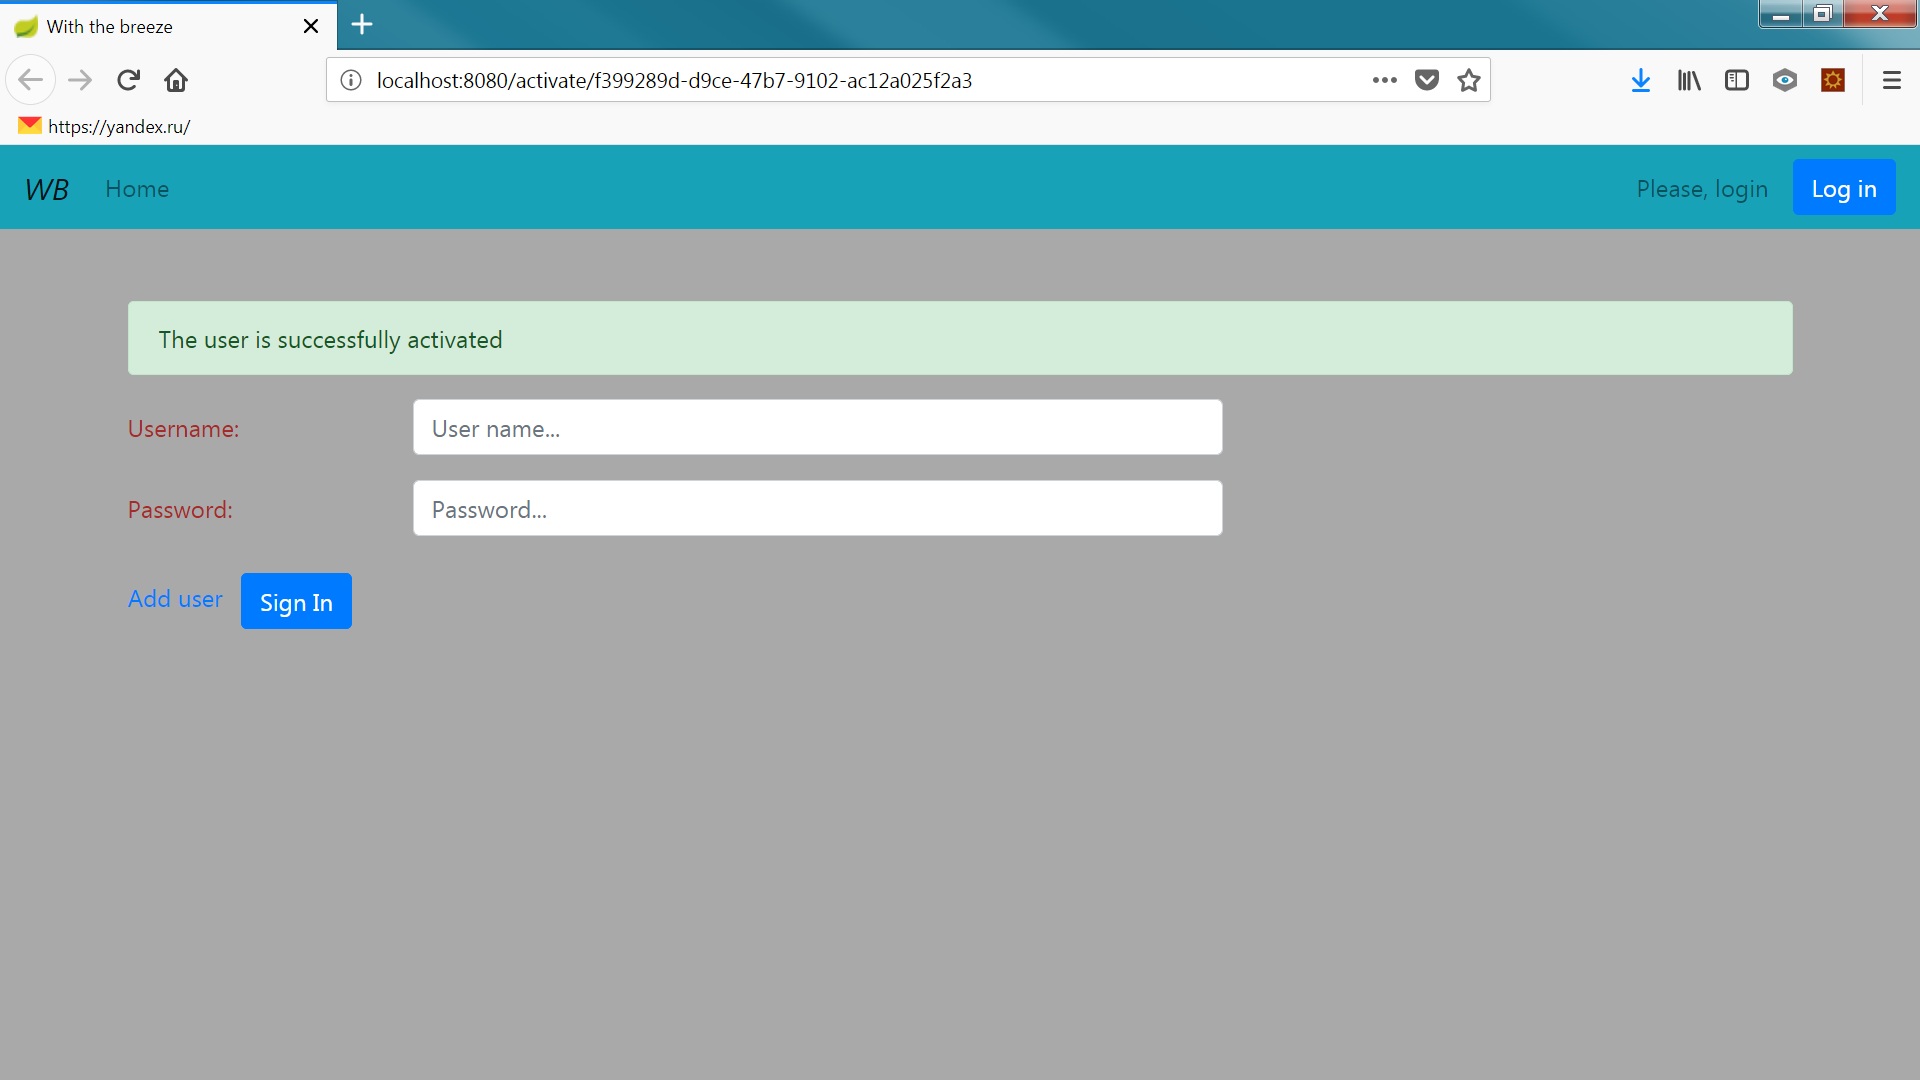 With the breeze
localhost:8080/activate/f399289d-d9ce-47b7-9102-ac12a025f2a3
https://yandex.ru/
WB Home Please, login Log in
The user is successfully activated
Username: User name...
Password: Password...
Add user Sign In